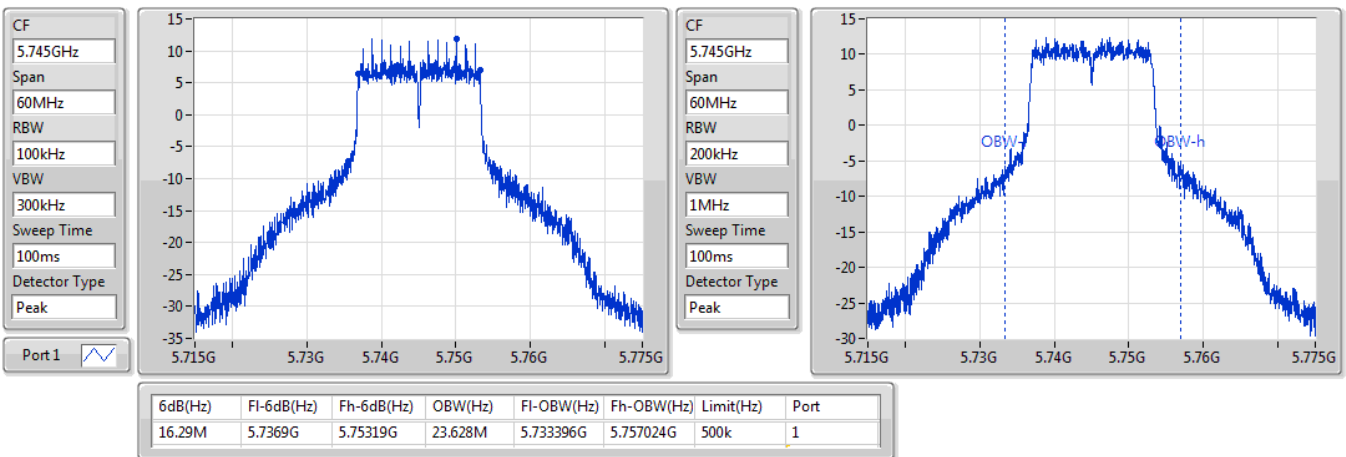 CF
5.745GHz
Span
60MHz
RBW
100kHz
VBW
300kHz
Sweep Time
100ms
Detector Type
Peak
Port 1
15
10
5
0
-5
-10
-15
-20
-25
-30
-35
5.715G 5.73G 5.74G 5.75G 5.76G 5.775G
CF
5.745GHz
Span
60MHz
RBW
200kHz
VBW
1MHz
Sweep Time
100ms
Detector Type
Peak
15
10
5
0
-5
-10
-15
-20
-25
-30
OBW- OBW-h
5.715G 5.73G 5.74G 5.75G 5.76G 5.775G
6dB(Hz) Fl-6dB(Hz) Fh-6dB(Hz) OBW(Hz) Fl-OBW(Hz) Fh-OBW(Hz) Limit(Hz) Port
16.29M 5.7369G 5.75319G 23.628M 5.733396G 5.757024G 500k 1